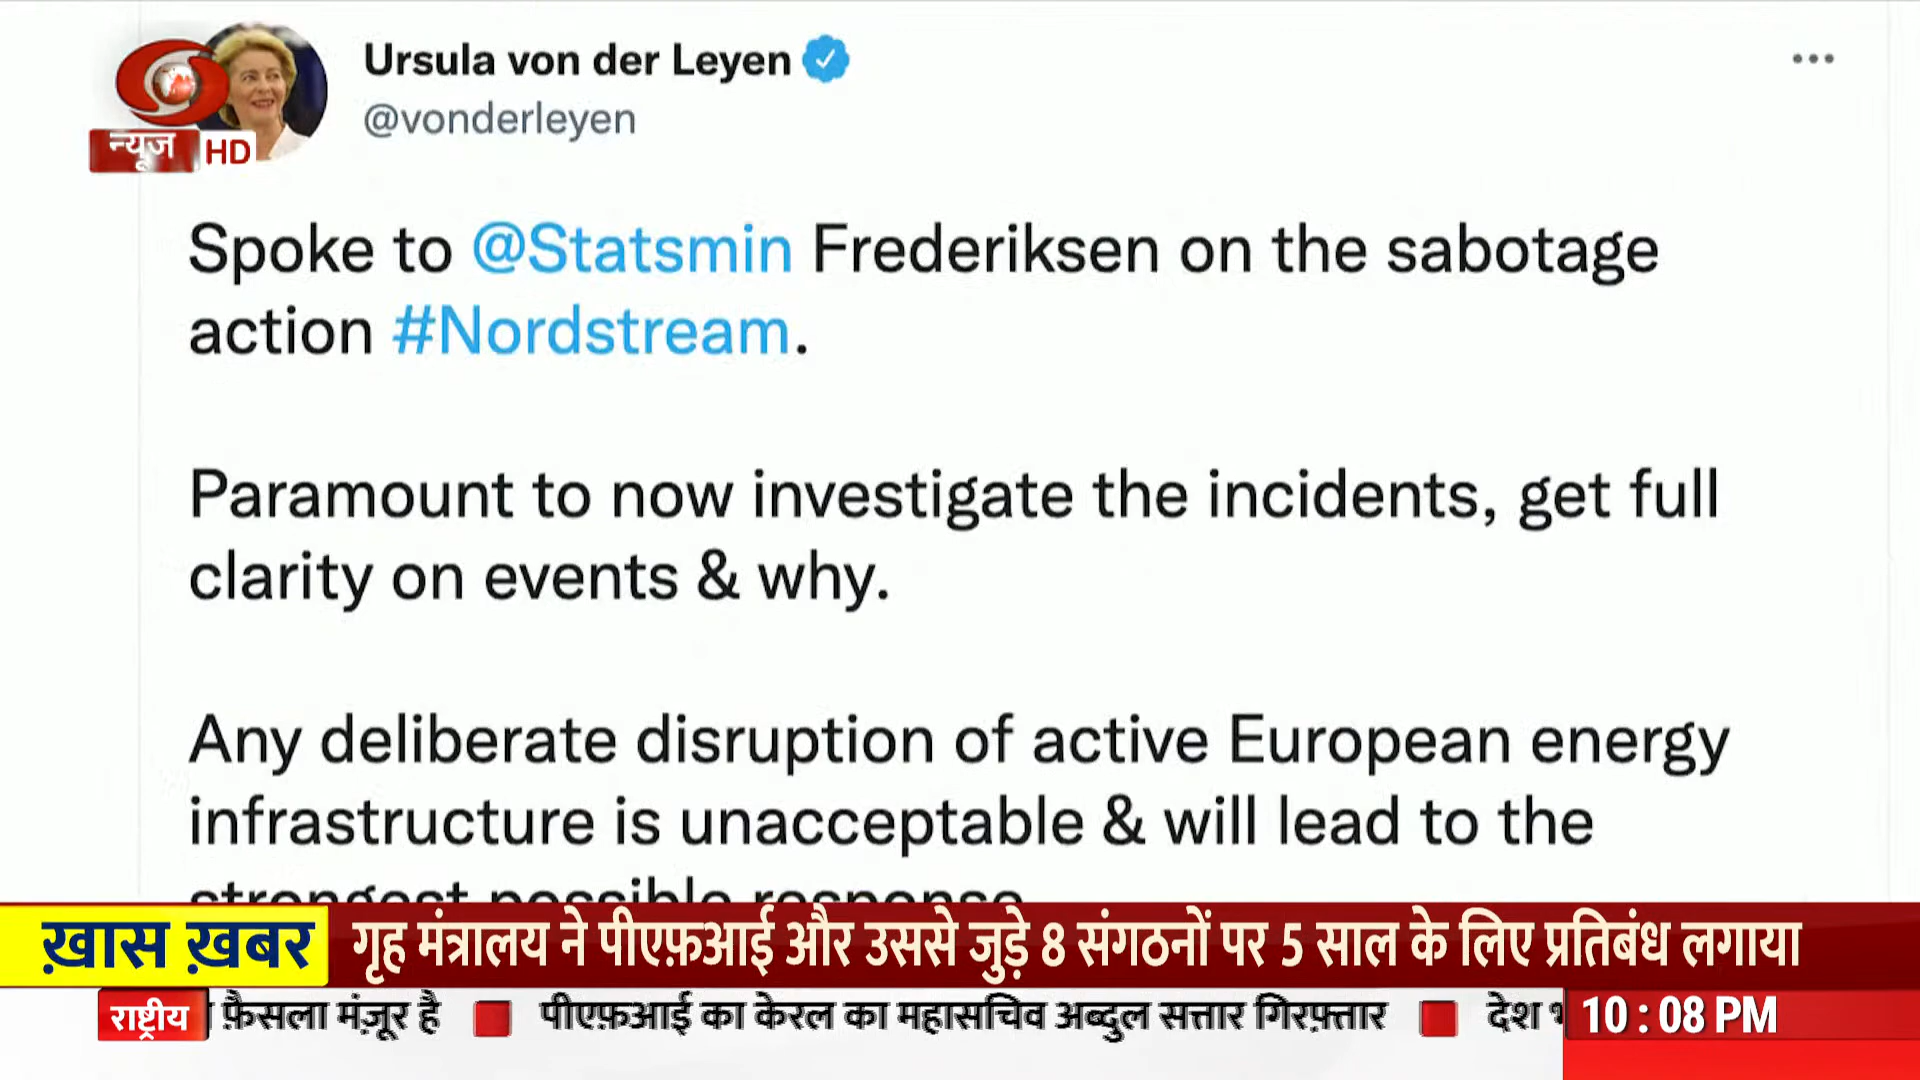 न्यूज़ HD
Ursula von der Leyen
@vonderleyen
Spoke to @Statsmin Frederiksen on the sabotage
action #Nordstream.
Paramount to now investigate the incidents, get full
clarity on events & why.
Any deliberate disruption of active European energy
infrastructure is unacceptable & will lead to the
strongest possible response.
ख़ास ख़बर गृह मंत्रालय ने पीएफ़आई और उससे जुड़े 8 संगठनों पर 5 साल के लिए प्रतिबंध लगाया
राष्ट्रीय फ़ैसला मंज़ूर है पीएफ़आई का केरल का महासचिव अब्दुल सत्तार गिरफ़्तार देश 10 : 08 PM